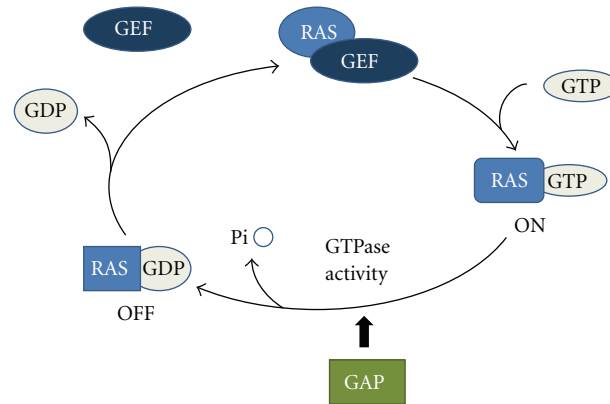 GEF
RAS
GEF
GTP
GDP
RAS
GTP
ON
Pi
GTPase
activity
RAS
GDP
OFF
GAP